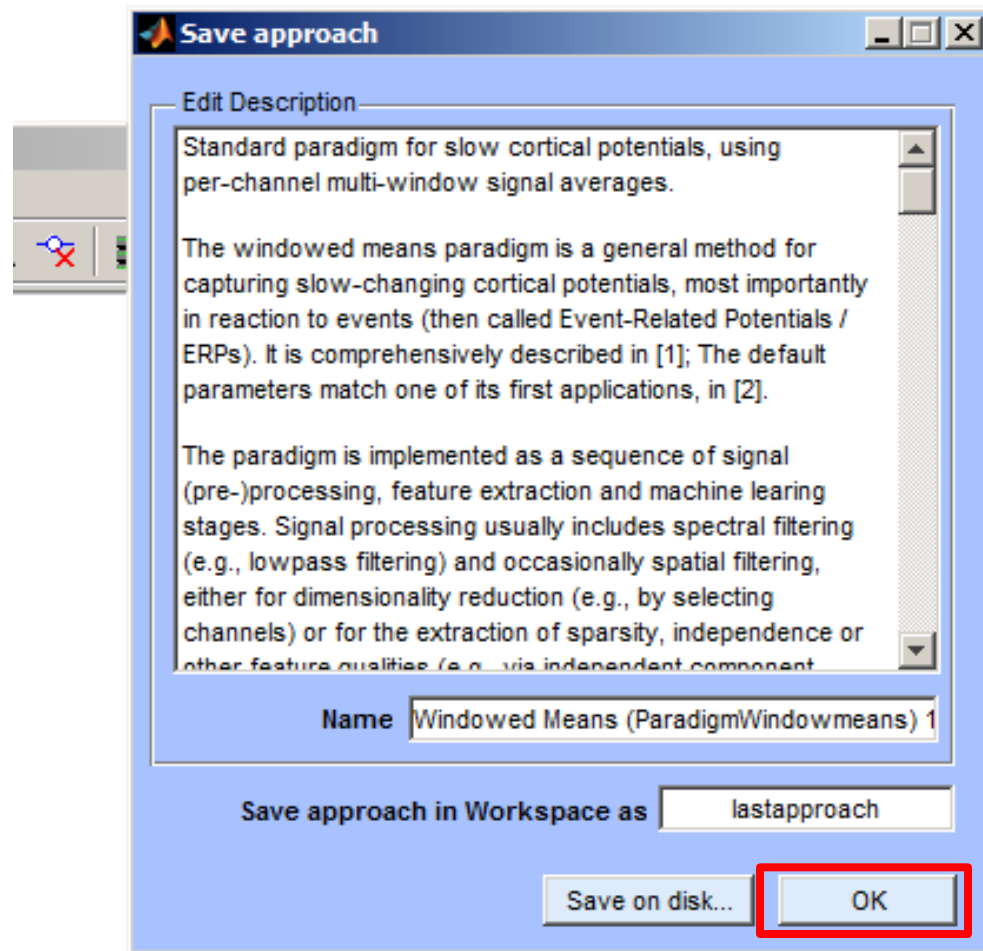 Save approach
Edit Description
Standard paradigm for slow cortical potentials, using
per-channel multi-window signal averages.
The windowed means paradigm is a general method for
capturing slow-changing cortical potentials, most importantly
in reaction to events (then called Event-Related Potentials /
ERPs). It is comprehensively described in [1]; The default
parameters match one of its first applications, in [2].
The paradigm is implemented as a sequence of signal
(pre-)processing, feature extraction and machine learing
stages. Signal processing usually includes spectral filtering
(e.g., lowpass filtering) and occasionally spatial filtering,
either for dimensionality reduction (e.g., by selecting
channels) or for the extraction of sparsity, independence or
other feature qualities (e.g., via independent component
Name Windowed Means (ParadigmWindowmeans) 1
Save approach in Workspace as lastapproach
Save on disk... OK